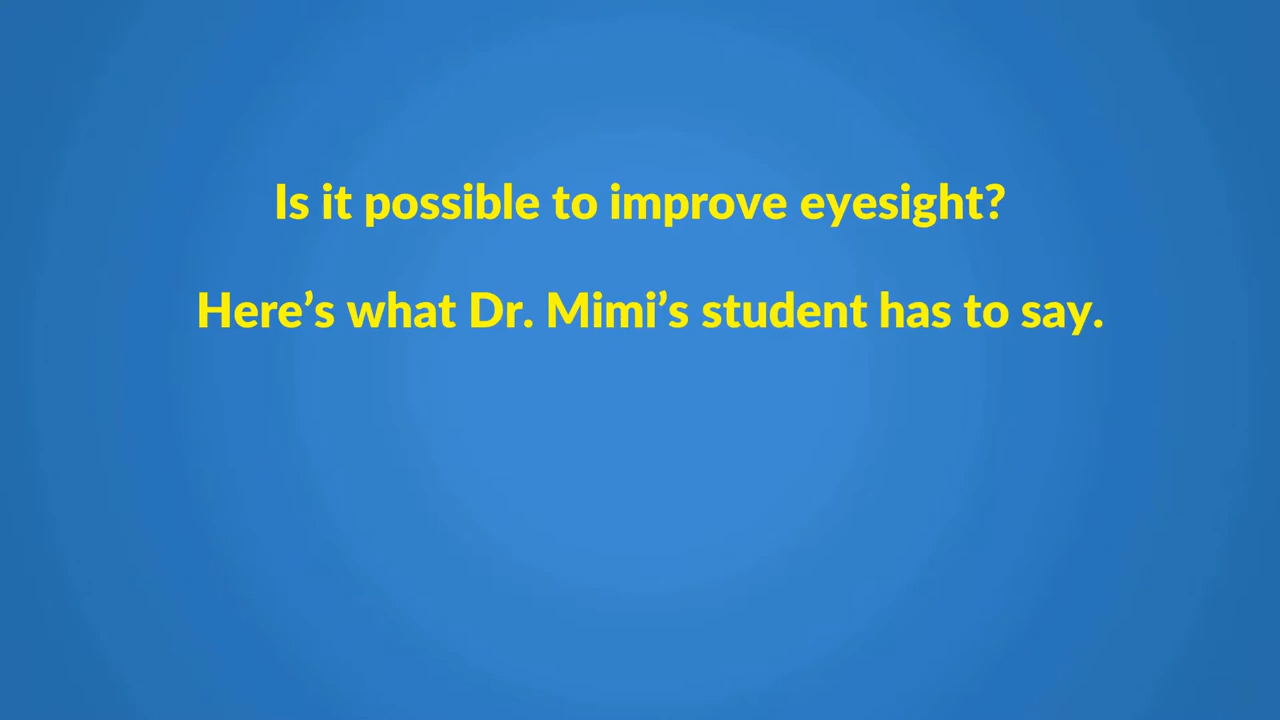 Is it possible to improve eyesight?
Here’s what Dr. Mimi’s student has to say.